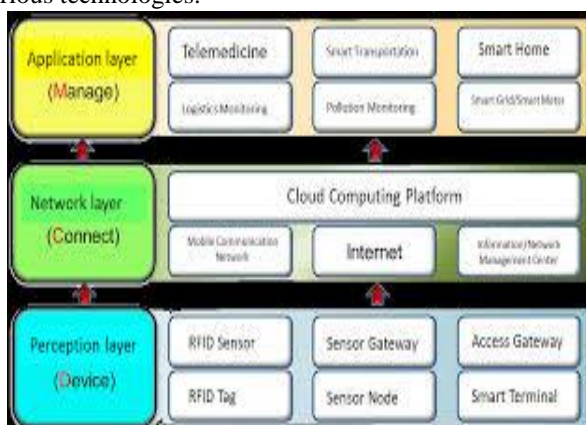 rious technologies.
Application layer
(Manage)
Telemedicine
Smart Transportation
Smart Home
Logistics Monitoring
Pollution Monitoring
Smart Grid/Smart Meter
Network layer
(Connect)
Cloud Computing Platform
Mobile Communication
Network
Internet
Information/Network
Management Center
Perception layer
(Device)
RFID Sensor
Sensor Gateway
Access Gateway
RFID Tag
Sensor Node
Smart Terminal